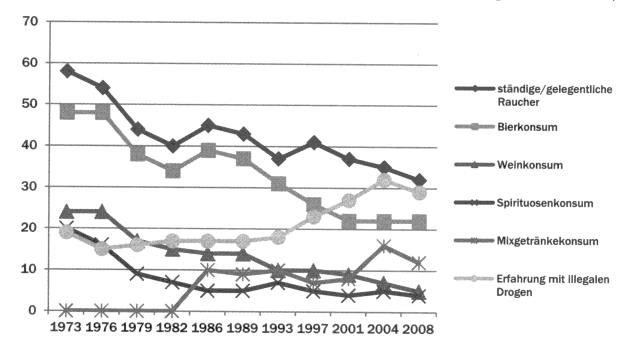 70
60
50
40
30
20
10
0
1973 1976 1979 1982 1986 1989 1993 1997 2001 2004 2008
ständige/gelegentliche
Raucher
Bierkonsum
Weinkonsum
Spirituosenkonsum
Mixgetränkekonsum
Erfahrung mit illegalen
Drogen